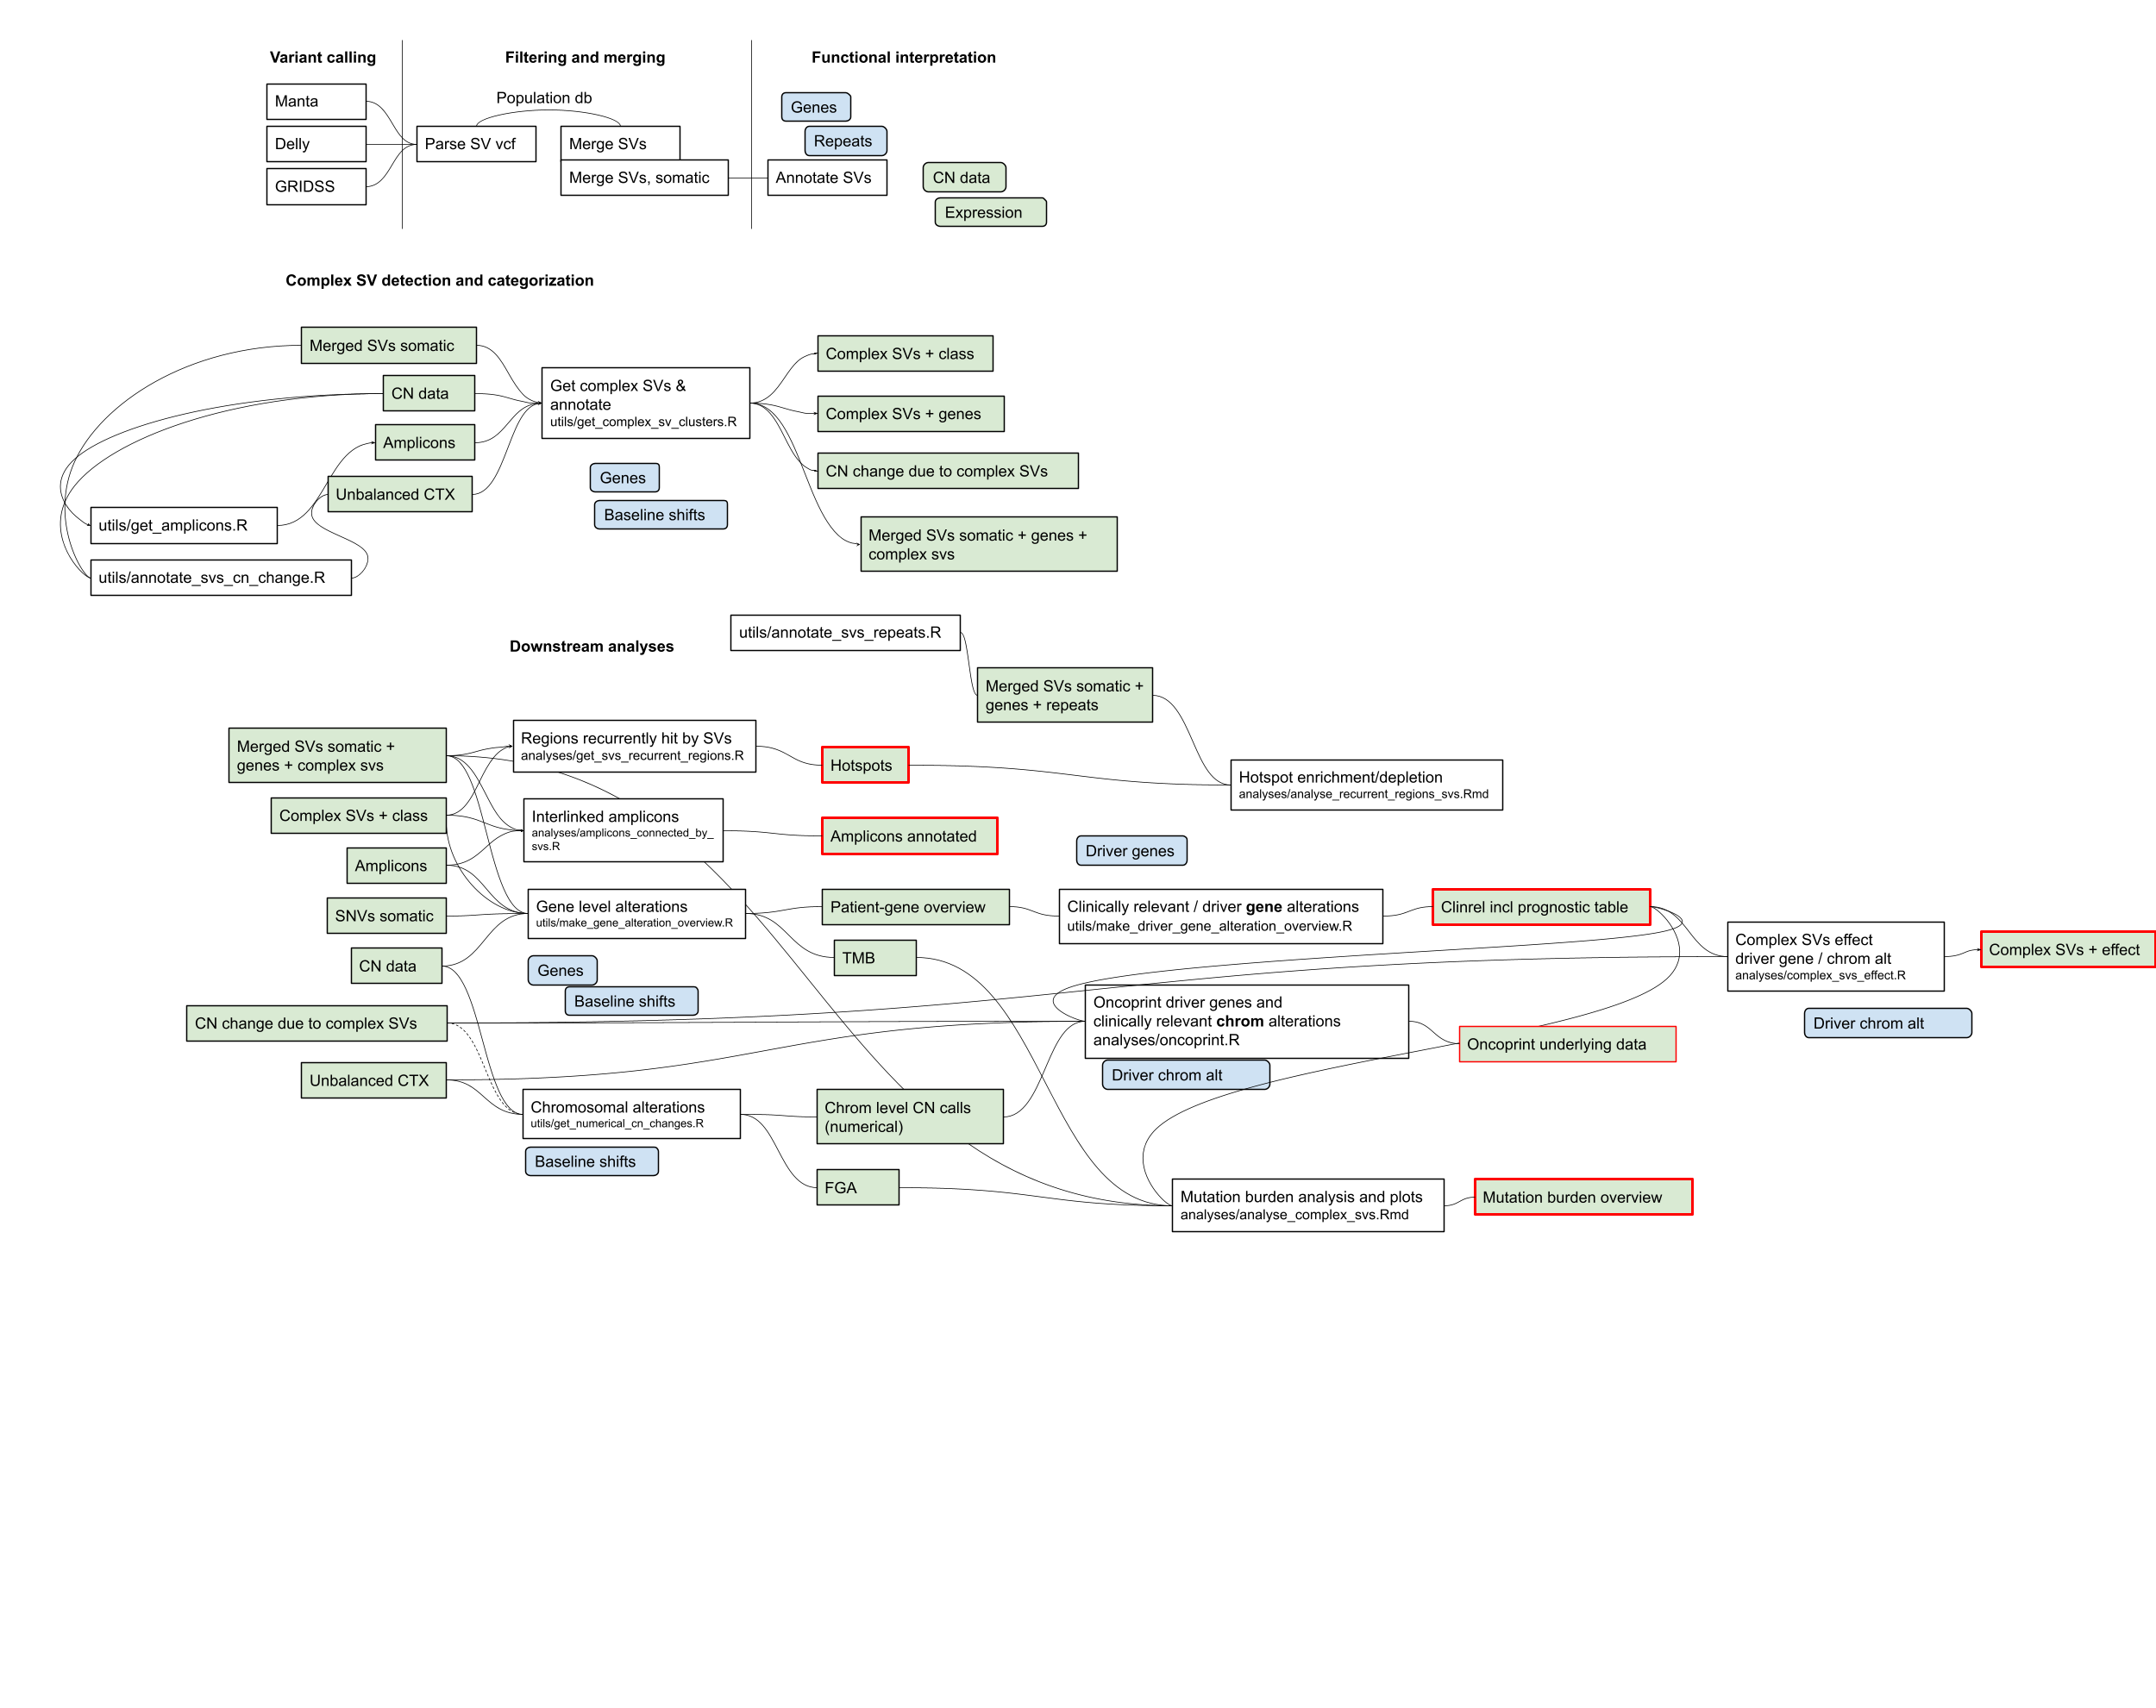 Variant calling
Filtering and merging
Functional interpretation
Manta
Delly
GRIDSS
Population db
Parse SV vcf
Merge SVs
Merge SVs, somatic
Genes
Repeats
Annotate SVs
CN data
Expression
Complex SV detection and categorization
Merged SVs somatic
CN data
Amplicons
Unbalanced CTX
utils/get_amplicons.R
utils/annotate_svs_cn_change.R
Get complex SVs &
annotate
utils/get_complex_sv_clusters.R
Genes
Baseline shifts
Complex SVs + class
Complex SVs + genes
CN change due to complex SVs
Merged SVs somatic + genes +
complex svs
Downstream analyses
utils/annotate_svs_repeats.R
Merged SVs somatic +
genes + repeats
Merged SVs somatic +
genes + complex svs
Complex SVs + class
Amplicons
SNVs somatic
CN data
CN change due to complex SVs
Unbalanced CTX
Regions recurrently hit by SVs
analyses/get_svs_recurrent_regions.R
Interlinked amplicons
analyses/amplicons_connected_by_
svs.R
Gene level alterations
utils/make_gene_alteration_overview.R
Genes
Baseline shifts
Chromosomal alterations
utils/get_numerical_cn_changes.R
Baseline shifts
Hotspots
Amplicons annotated
Patient-gene overview
TMB
Chrom level CN calls
(numerical)
FGA
Hotspot enrichment/depletion
analyses/analyse_recurrent_regions_svs.Rmd
Driver genes
Clinically relevant / driver gene alterations
utils/make_driver_gene_alteration_overview.R
Oncoprint driver genes and
clinically relevant chrom alterations
analyses/oncoprint.R
Driver chrom alt
Mutation burden analysis and plots
analyses/analyse_complex_svs.Rmd
Clinrel incl prognostic table
Oncoprint underlying data
Mutation burden overview
Complex SVs effect
driver gene / chrom alt
analyses/complex_svs_effect.R
Driver chrom alt
Complex SVs + effect